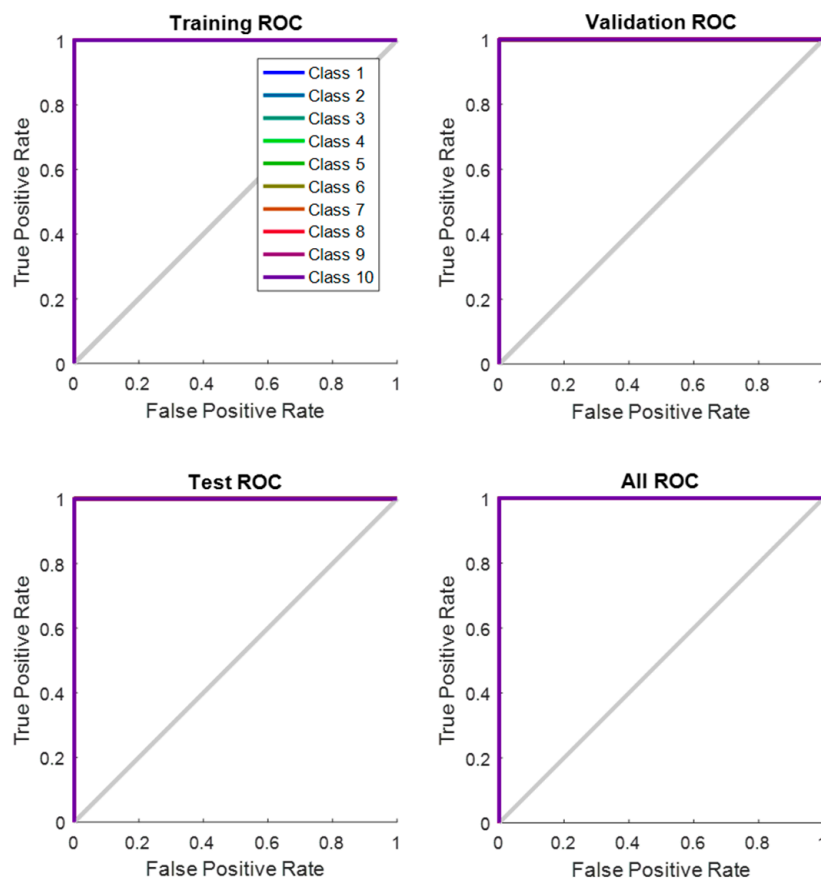 Training ROC
1
0.8
0.6
0.4
0.2
0
True Positive Rate
Class 1
Class 2
Class 3
Class 4
Class 5
Class 6
Class 7
Class 8
Class 9
Class 10
0 0.2 0.4 0.6 0.8 1
False Positive Rate
Validation ROC
1
0.8
0.6
0.4
0.2
0
True Positive Rate
0 0.2 0.4 0.6 0.8 1
False Positive Rate
Test ROC
1
0.8
0.6
0.4
0.2
0
True Positive Rate
0 0.2 0.4 0.6 0.8 1
False Positive Rate
All ROC
1
0.8
0.6
0.4
0.2
0
True Positive Rate
0 0.2 0.4 0.6 0.8 1
False Positive Rate